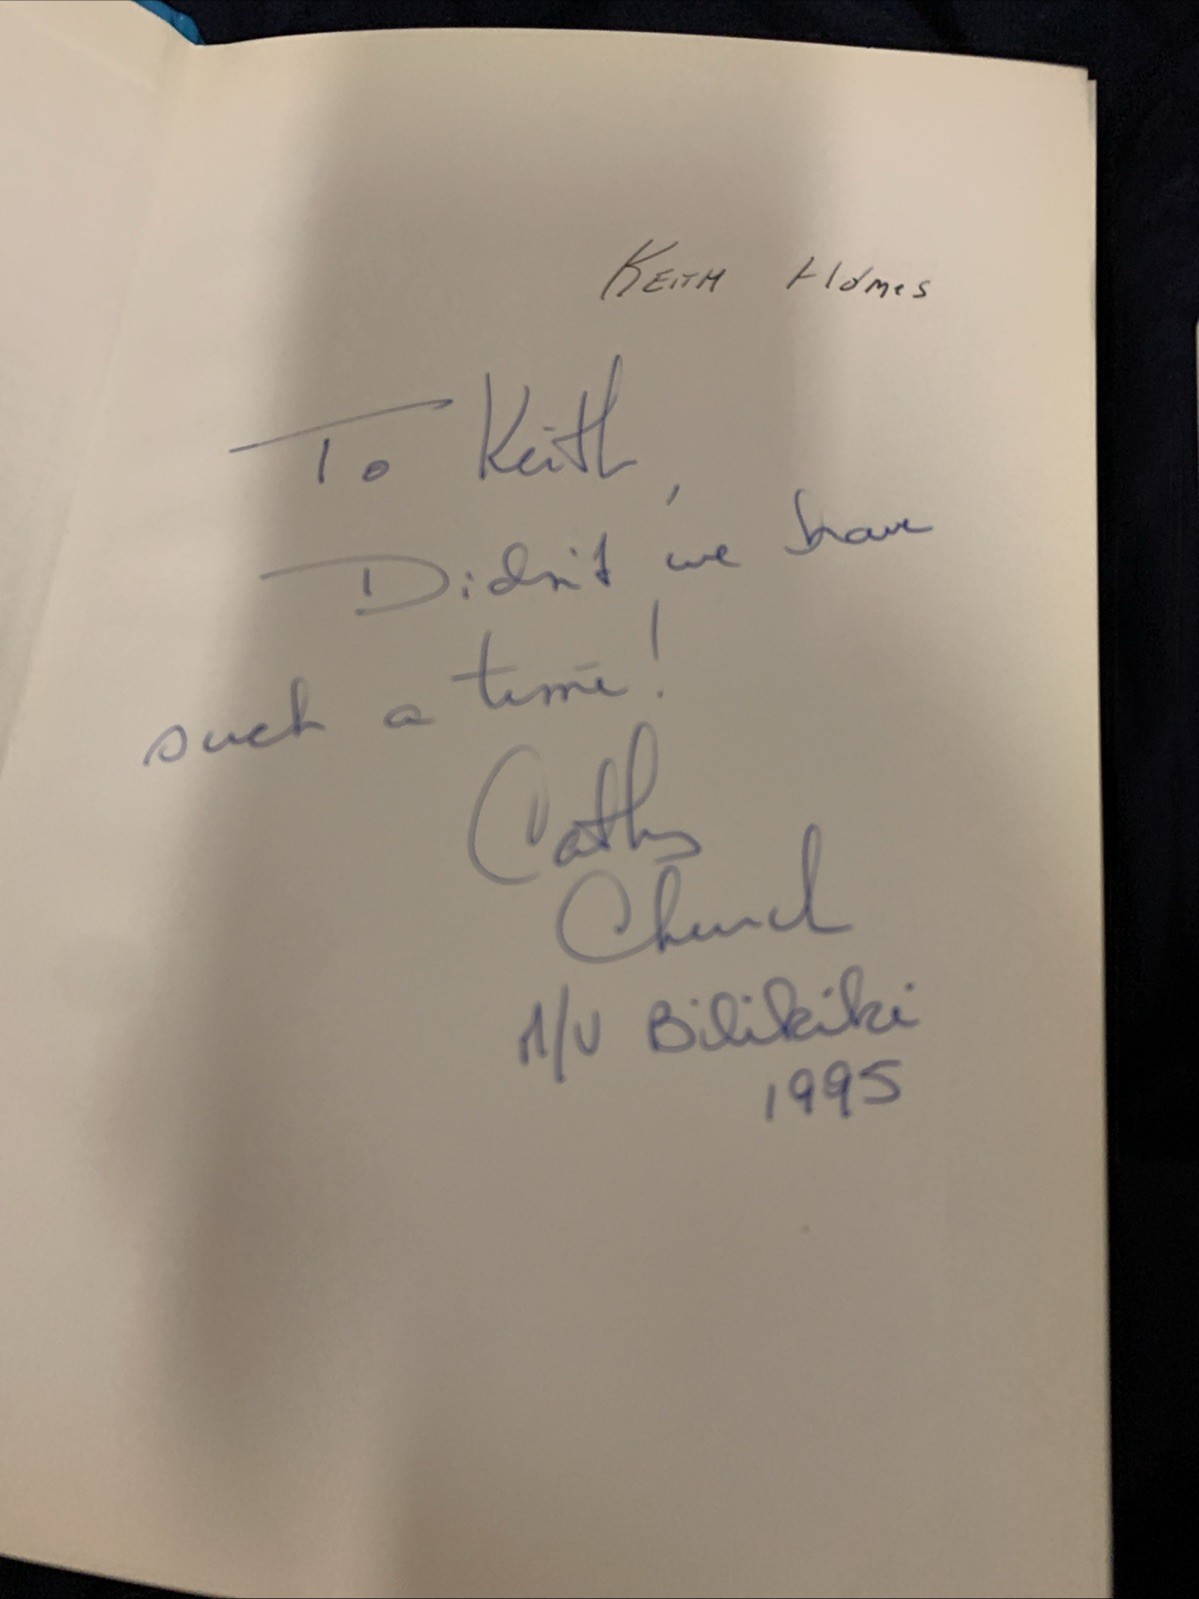 KEITH Holmes
To Keith,
Didn't we have
such a time!
Cathy
Church
M/V Bilikiki
1995